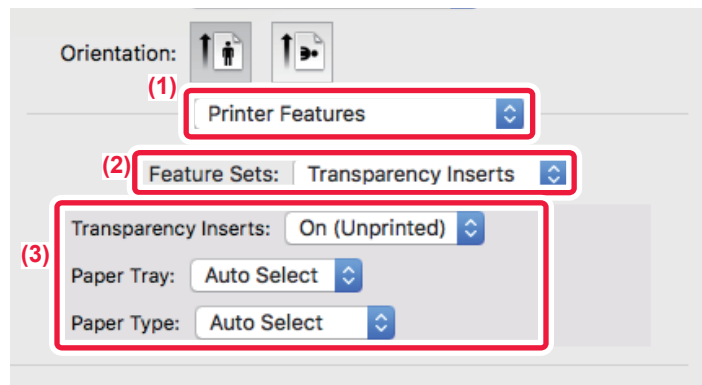 Orientation:
(1)
Printer Features
(2)
Feature Sets: Transparency Inserts
(3)
Transparency Inserts: On (Unprinted)
Paper Tray: Auto Select
Paper Type: Auto Select